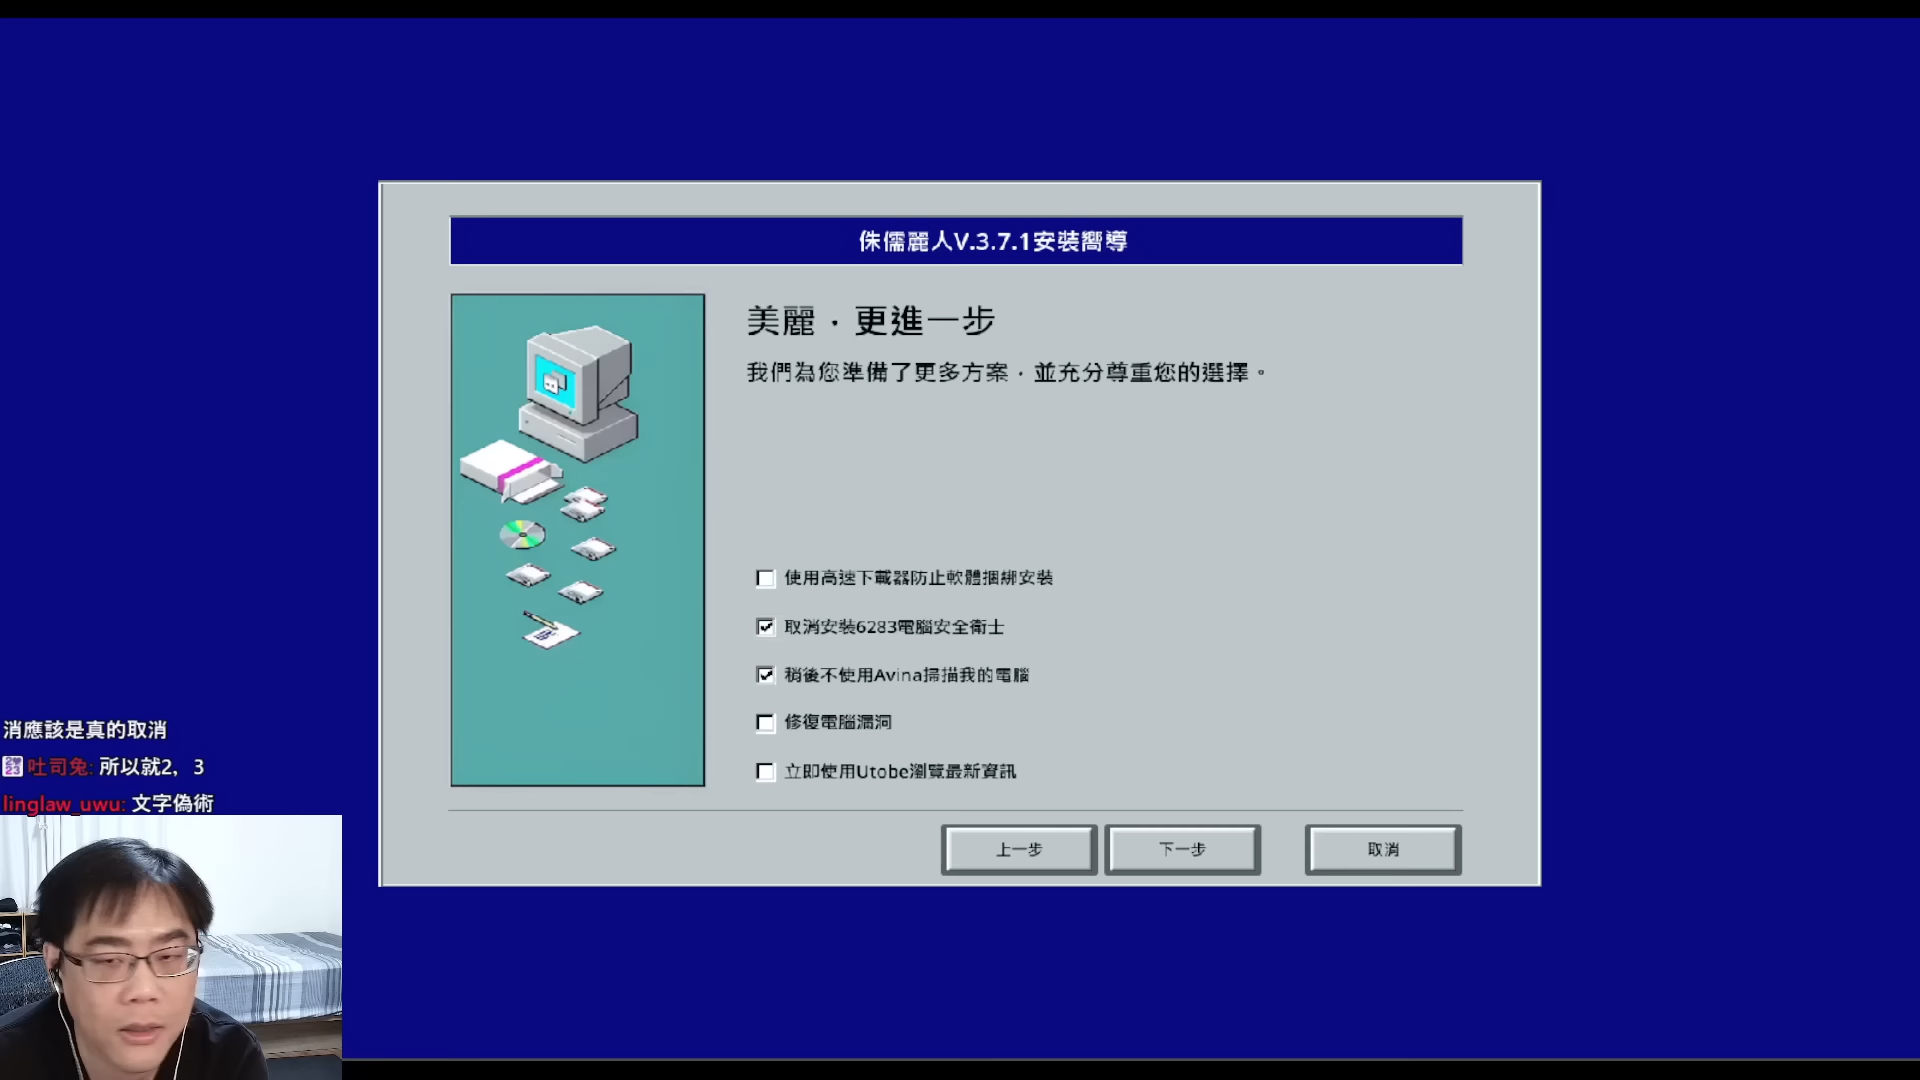 侏儒麗人V.3.7.1安裝嚮導
美麗，更進一步
我們為您準備了更多方案，並充分尊重您的選擇。
使用高速下載器防止軟體捆綁安裝
取消安裝6283電腦安全衛士
稍後不使用Avina掃描我的電腦
修復電腦漏洞
立即使用Utobe瀏覽最新資訊
上一步
下一步
取消
消應該是真的取消
吐司兔: 所以就2，3
linglaw_uwu: 文字偽術